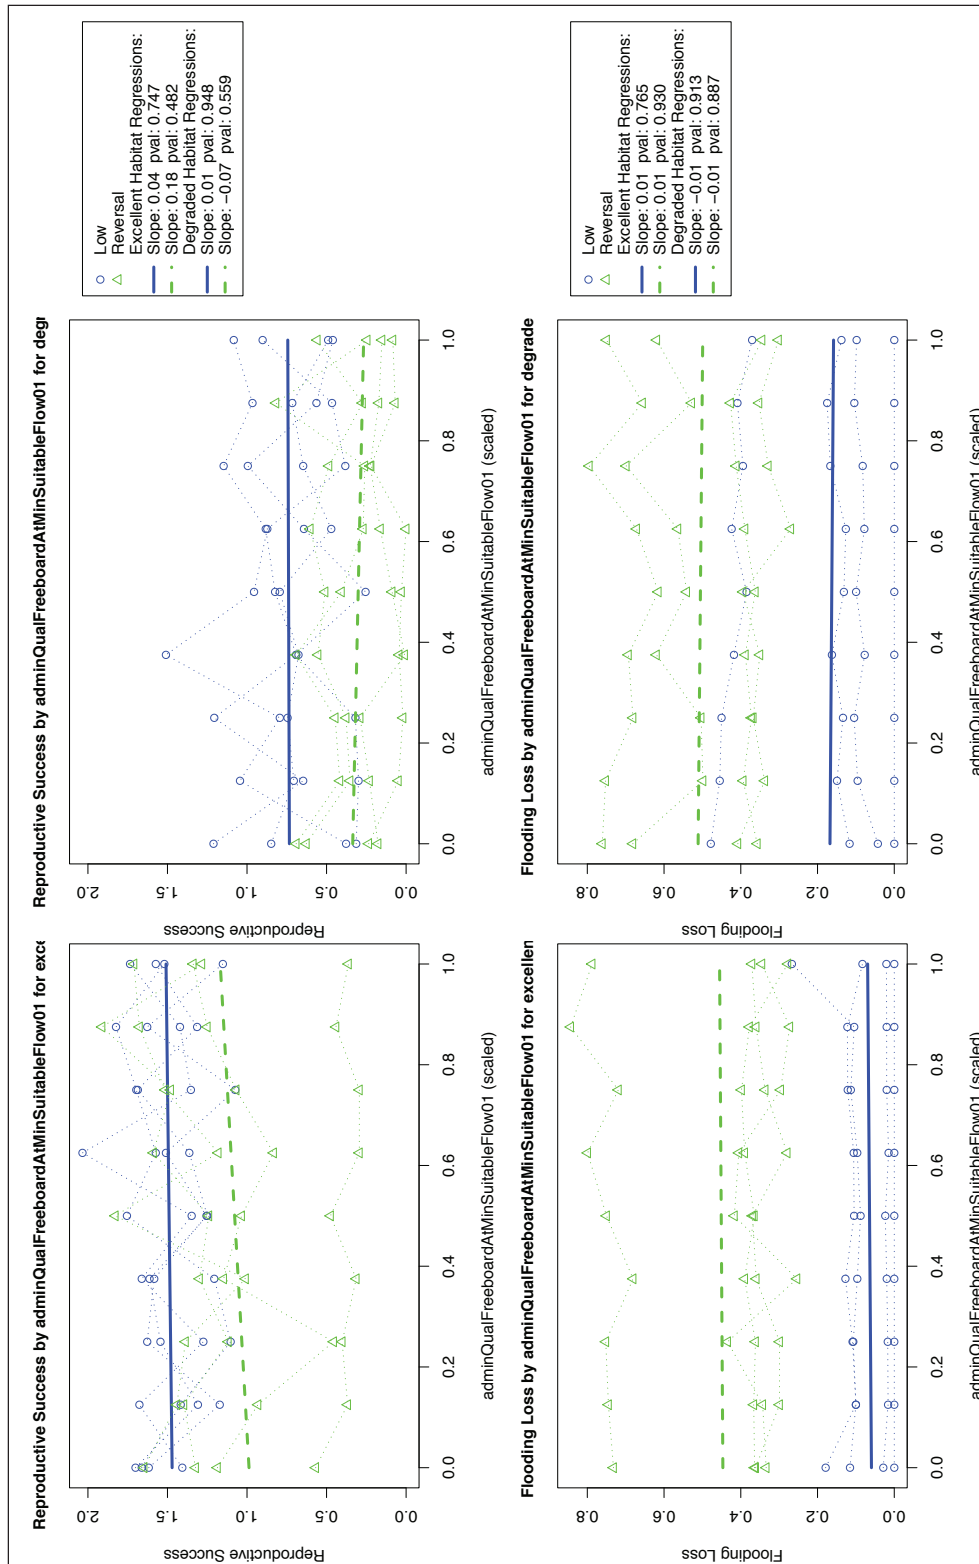 Reproductive Success by adminQualFreeboardAtMinSuitableFlow01 for exce
Reproductive Success
2.0
1.5
1.0
0.5
0.0
0.0 0.2 0.4 0.6 0.8 1.0
adminQualFreeboardAtMinSuitableFlow01 (scaled)
Reproductive Success by adminQualFreeboardAtMinSuitableFlow01 for degr
Reproductive Success
2.0
1.5
1.0
0.5
0.0
0.0 0.2 0.4 0.6 0.8 1.0
adminQualFreeboardAtMinSuitableFlow01 (scaled)
Low
Reversal
Excellent Habitat Regressions:
Slope: 0.04 pval: 0.747
Slope: 0.18 pval: 0.482
Degraded Habitat Regressions:
Slope: 0.01 pval: 0.948
Slope: −0.07 pval: 0.559
Flooding Loss by adminQualFreeboardAtMinSuitableFlow01 for excellen
Flooding Loss
0.8
0.6
0.4
0.2
0.0
0.0 0.2 0.4 0.6 0.8 1.0
adminQualFreeboardAtMinSuitableFlow01 (scaled)
Flooding Loss by adminQualFreeboardAtMinSuitableFlow01 for degrade
Flooding Loss
0.8
0.6
0.4
0.2
0.0
0.0 0.2 0.4 0.6 0.8 1.0
adminQualFreeboardAtMinSuitableFlow01 (scaled)
Low
Reversal
Excellent Habitat Regressions:
Slope: 0.01 pval: 0.765
Slope: 0.01 pval: 0.930
Degraded Habitat Regressions:
Slope: −0.01 pval: 0.913
Slope: −0.01 pval: 0.887